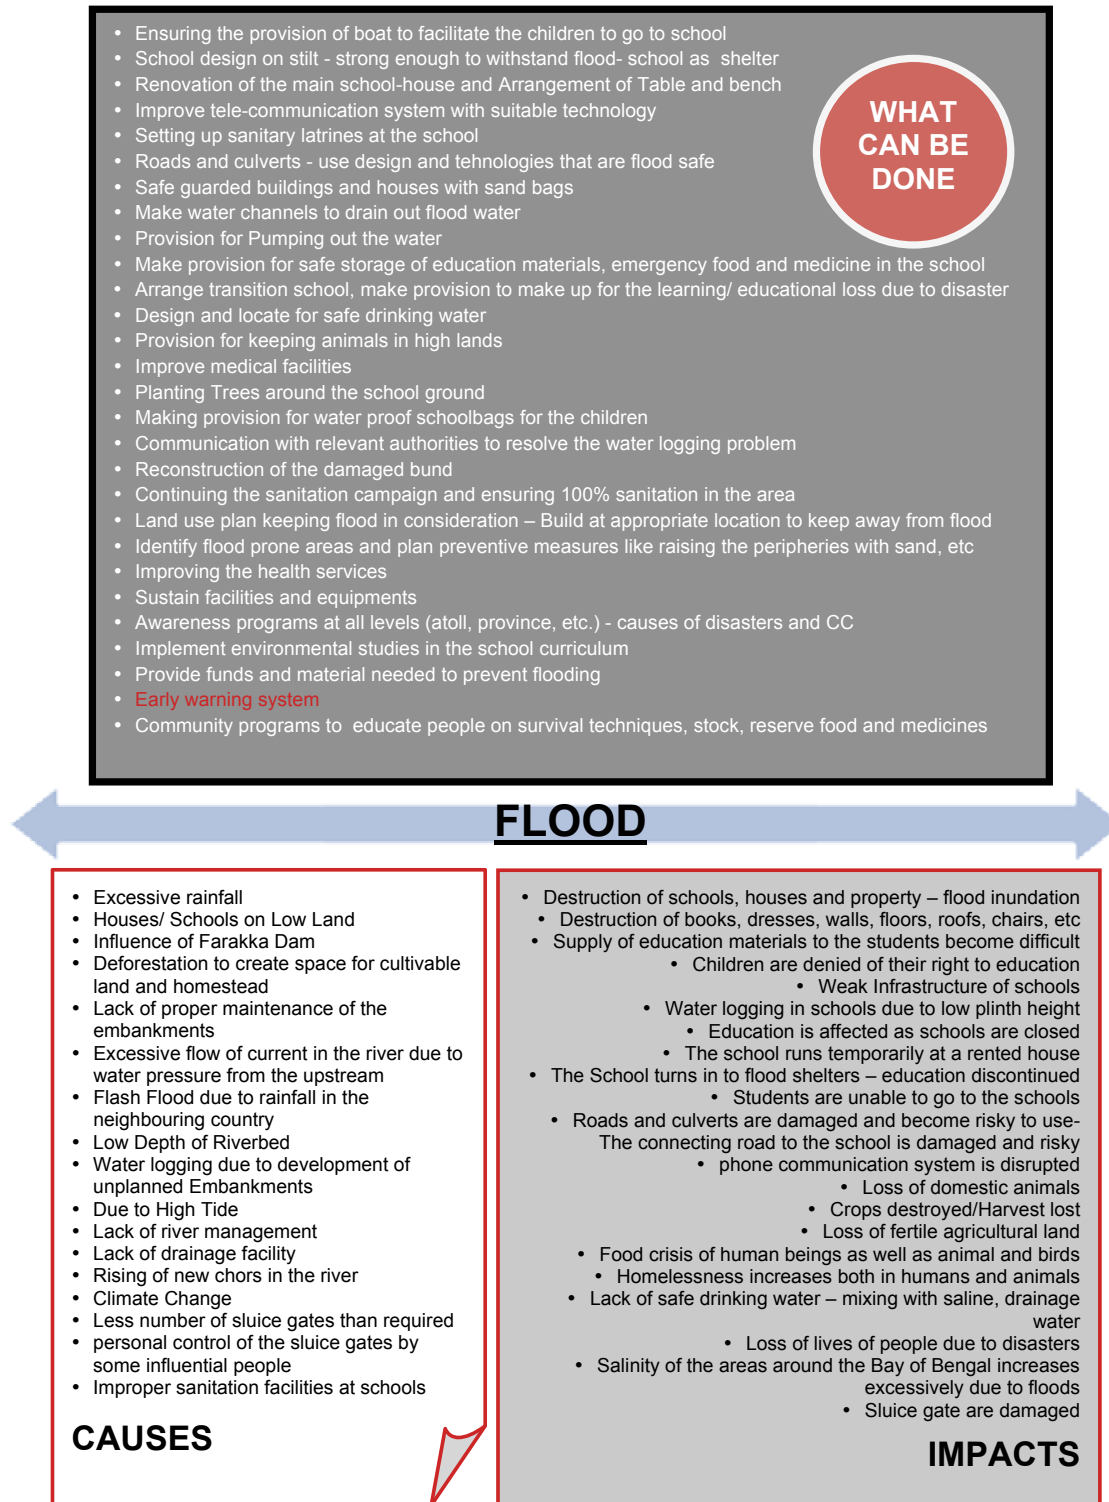 • Ensuring the provision of boat to facilitate the children to go to school
• School design on stilt - strong enough to withstand flood- school as  shelter
• Renovation of the main school-house and Arrangement of Table and bench
• Improve tele-communication system with suitable technology
• Setting up sanitary latrines at the school
• Roads and culverts - use design and tehnologies that are flood safe
• Safe guarded buildings and houses with sand bags
• Make water channels to drain out flood water
• Provision for Pumping out the water
• Make provision for safe storage of education materials, emergency food and medicine in the school
• Arrange transition school, make provision to make up for the learning/ educational loss due to disaster
• Design and locate for safe drinking water
• Provision for keeping animals in high lands
• Improve medical facilities
• Planting Trees around the school ground
• Making provision for water proof schoolbags for the children
• Communication with relevant authorities to resolve the water logging problem
• Reconstruction of the damaged bund
• Continuing the sanitation campaign and ensuring 100% sanitation in the area
• Land use plan keeping flood in consideration – Build at appropriate location to keep away from flood
• Identify flood prone areas and plan preventive measures like raising the peripheries with sand, etc
• Improving the health services
• Sustain facilities and equipments
• Awareness programs at all levels (atoll, province, etc.) - causes of disasters and CC
• Implement environmental studies in the school curriculum
• Provide funds and material needed to prevent flooding
• Early warning system
• Community programs to  educate people on survival techniques, stock, reserve food and medicines
WHAT
CAN BE
DONE
FLOOD
• Excessive rainfall
• Houses/ Schools on Low Land
• Influence of Farakka Dam
• Deforestation to create space for cultivable
land and homestead
• Lack of proper maintenance of the
embankments
• Excessive flow of current in the river due to
water pressure from the upstream
• Flash Flood due to rainfall in the
neighbouring country
• Low Depth of Riverbed
• Water logging due to development of
unplanned Embankments
• Due to High Tide
• Lack of river management
• Lack of drainage facility
• Rising of new chors in the river
• Climate Change
• Less number of sluice gates than required
• personal control of the sluice gates by
some influential people
• Improper sanitation facilities at schools
CAUSES
• Destruction of schools, houses and property – flood inundation
• Destruction of books, dresses, walls, floors, roofs, chairs, etc
• Supply of education materials to the students become difficult
• Children are denied of their right to education
• Weak Infrastructure of schools
• Water logging in schools due to low plinth height
• Education is affected as schools are closed
• The school runs temporarily at a rented house
• The School turns in to flood shelters – education discontinued
• Students are unable to go to the schools
• Roads and culverts are damaged and become risky to use-
The connecting road to the school is damaged and risky
• phone communication system is disrupted
• Loss of domestic animals
• Crops destroyed/Harvest lost
• Loss of fertile agricultural land
• Food crisis of human beings as well as animal and birds
• Homelessness increases both in humans and animals
• Lack of safe drinking water – mixing with saline, drainage
water
• Loss of lives of people due to disasters
• Salinity of the areas around the Bay of Bengal increases
excessively due to floods
• Sluice gate are damaged
IMPACTS